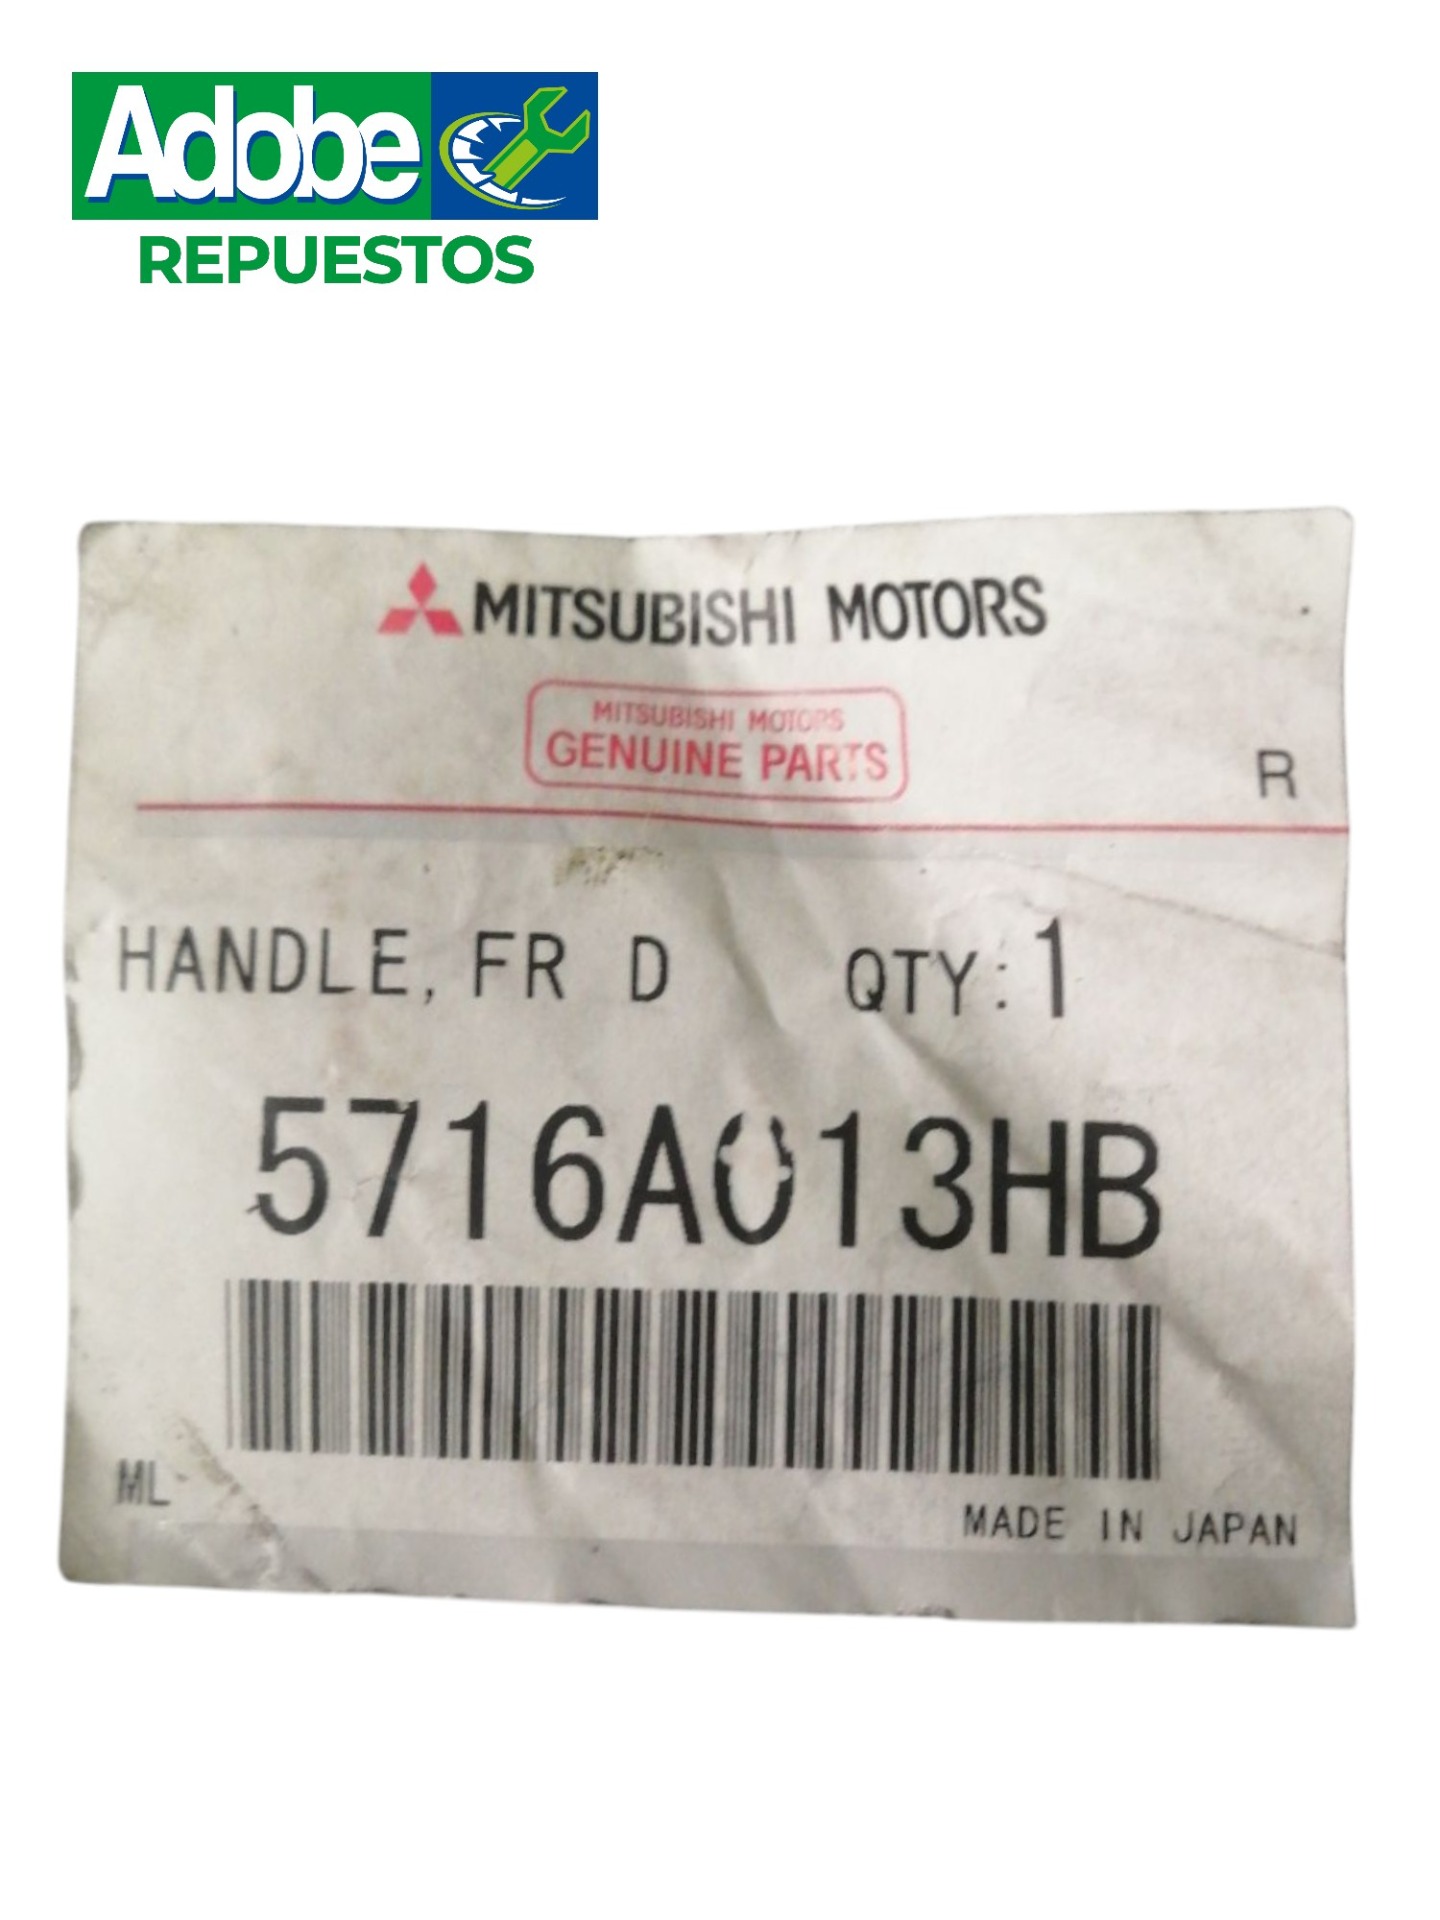 Adobe
REPUESTOS
MITSUBISHI MOTORS
MITSUBISHI MOTORS
GENUINE PARTS
R
HANDLE, FR D QTY: 1
5716A013HB
ML
MADE IN JAPAN